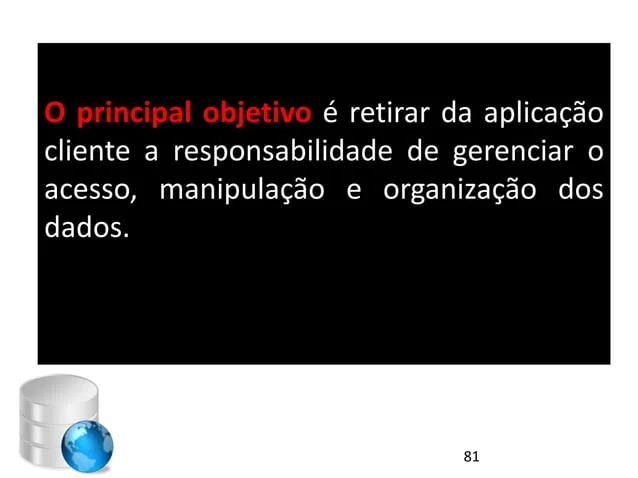 O principal objetivo é retirar da aplicação
cliente a responsabilidade de gerenciar o
acesso, manipulação e organização dos
dados.
81